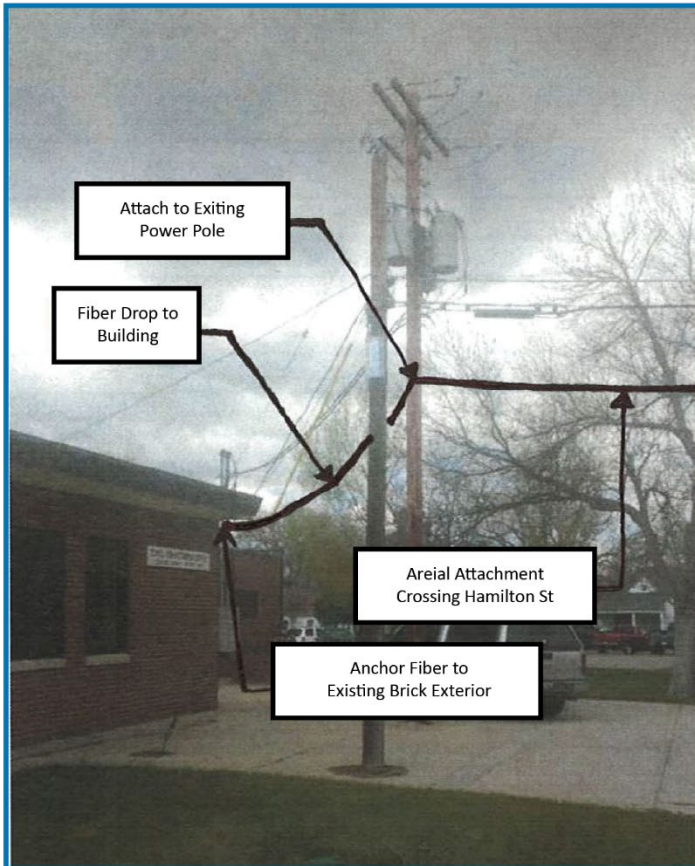 Attach to Exiting
Power Pole
Fiber Drop to
Building
Areial Attachment
Crossing Hamilton St
Anchor Fiber to
Existing Brick Exterior